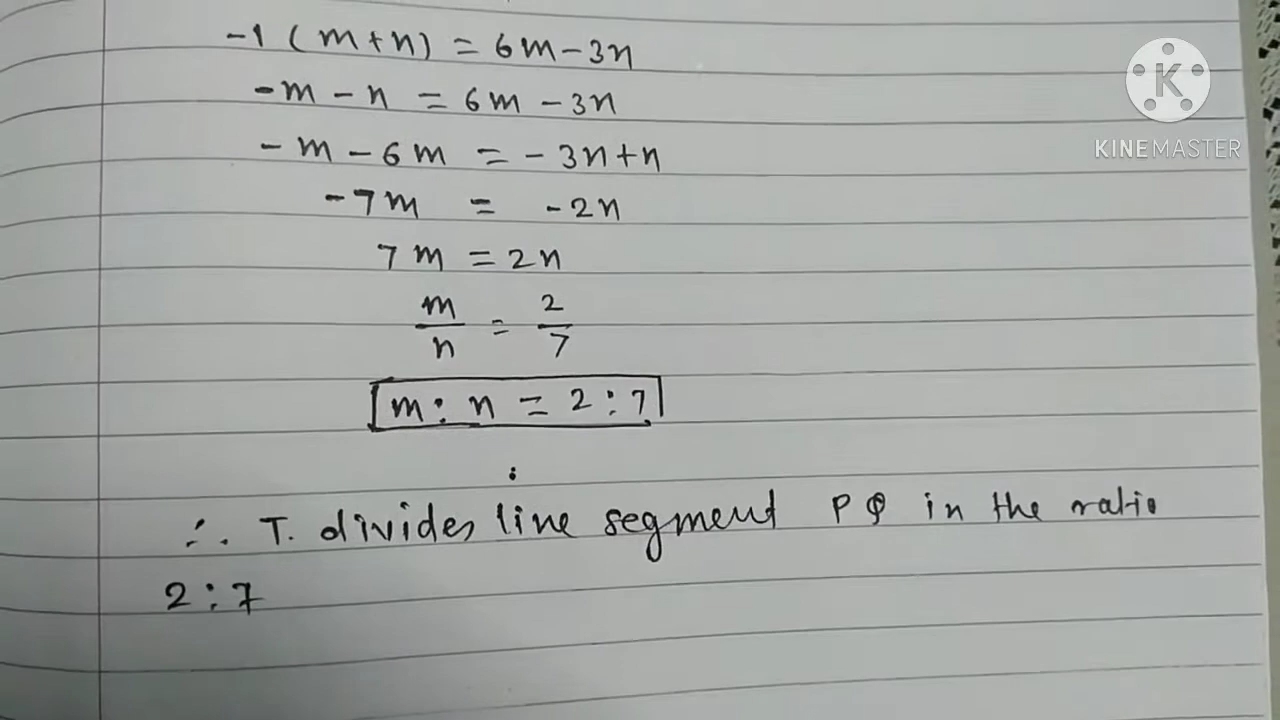 -1 (m+n) = 6m-3n
-m - n = 6m - 3n
- m - 6m = - 3n+n
-7m = -2n
7m = 2n
m/n = 2/7
m : n = 2 : 7
∴ T. divides line segment PQ in the ratio
2 : 7
K
KINEMASTER